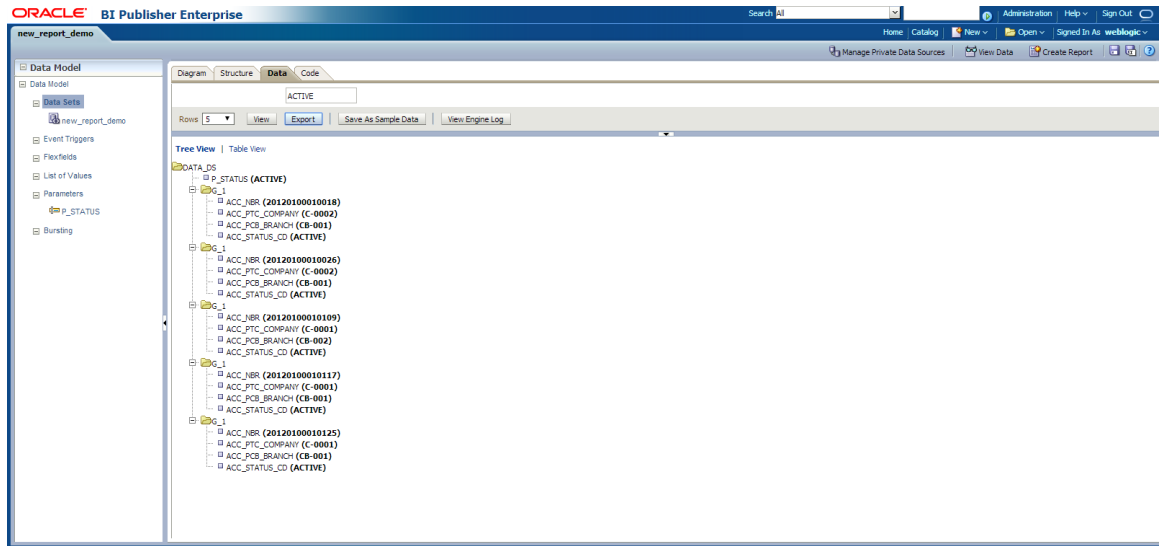 ORACLE BI Publisher Enterprise Search All Administration Help Sign Out
new_report_demo Home Catalog New Open Signed In As weblogic
Manage Private Data Sources View Data Create Report
Data Model
Data Model
Data Sets
new_report_demo
Event Triggers
Flexfields
List of Values
Parameters
P_STATUS
Bursting
Diagram Structure Data Code
ACTIVE
Rows 5 View Export Save As Sample Data View Engine Log
Tree View | Table View
DATA_DS
P_STATUS (ACTIVE)
G_1
ACC_NBR (20120100010018)
ACC_PTC_COMPANY (C-0002)
ACC_PCB_BRANCH (CB-001)
ACC_STATUS_CD (ACTIVE)
G_1
ACC_NBR (20120100010026)
ACC_PTC_COMPANY (C-0002)
ACC_PCB_BRANCH (CB-001)
ACC_STATUS_CD (ACTIVE)
G_1
ACC_NBR (20120100010109)
ACC_PTC_COMPANY (C-0001)
ACC_PCB_BRANCH (CB-002)
ACC_STATUS_CD (ACTIVE)
G_1
ACC_NBR (20120100010117)
ACC_PTC_COMPANY (C-0001)
ACC_PCB_BRANCH (CB-001)
ACC_STATUS_CD (ACTIVE)
G_1
ACC_NBR (20120100010125)
ACC_PTC_COMPANY (C-0001)
ACC_PCB_BRANCH (CB-001)
ACC_STATUS_CD (ACTIVE)